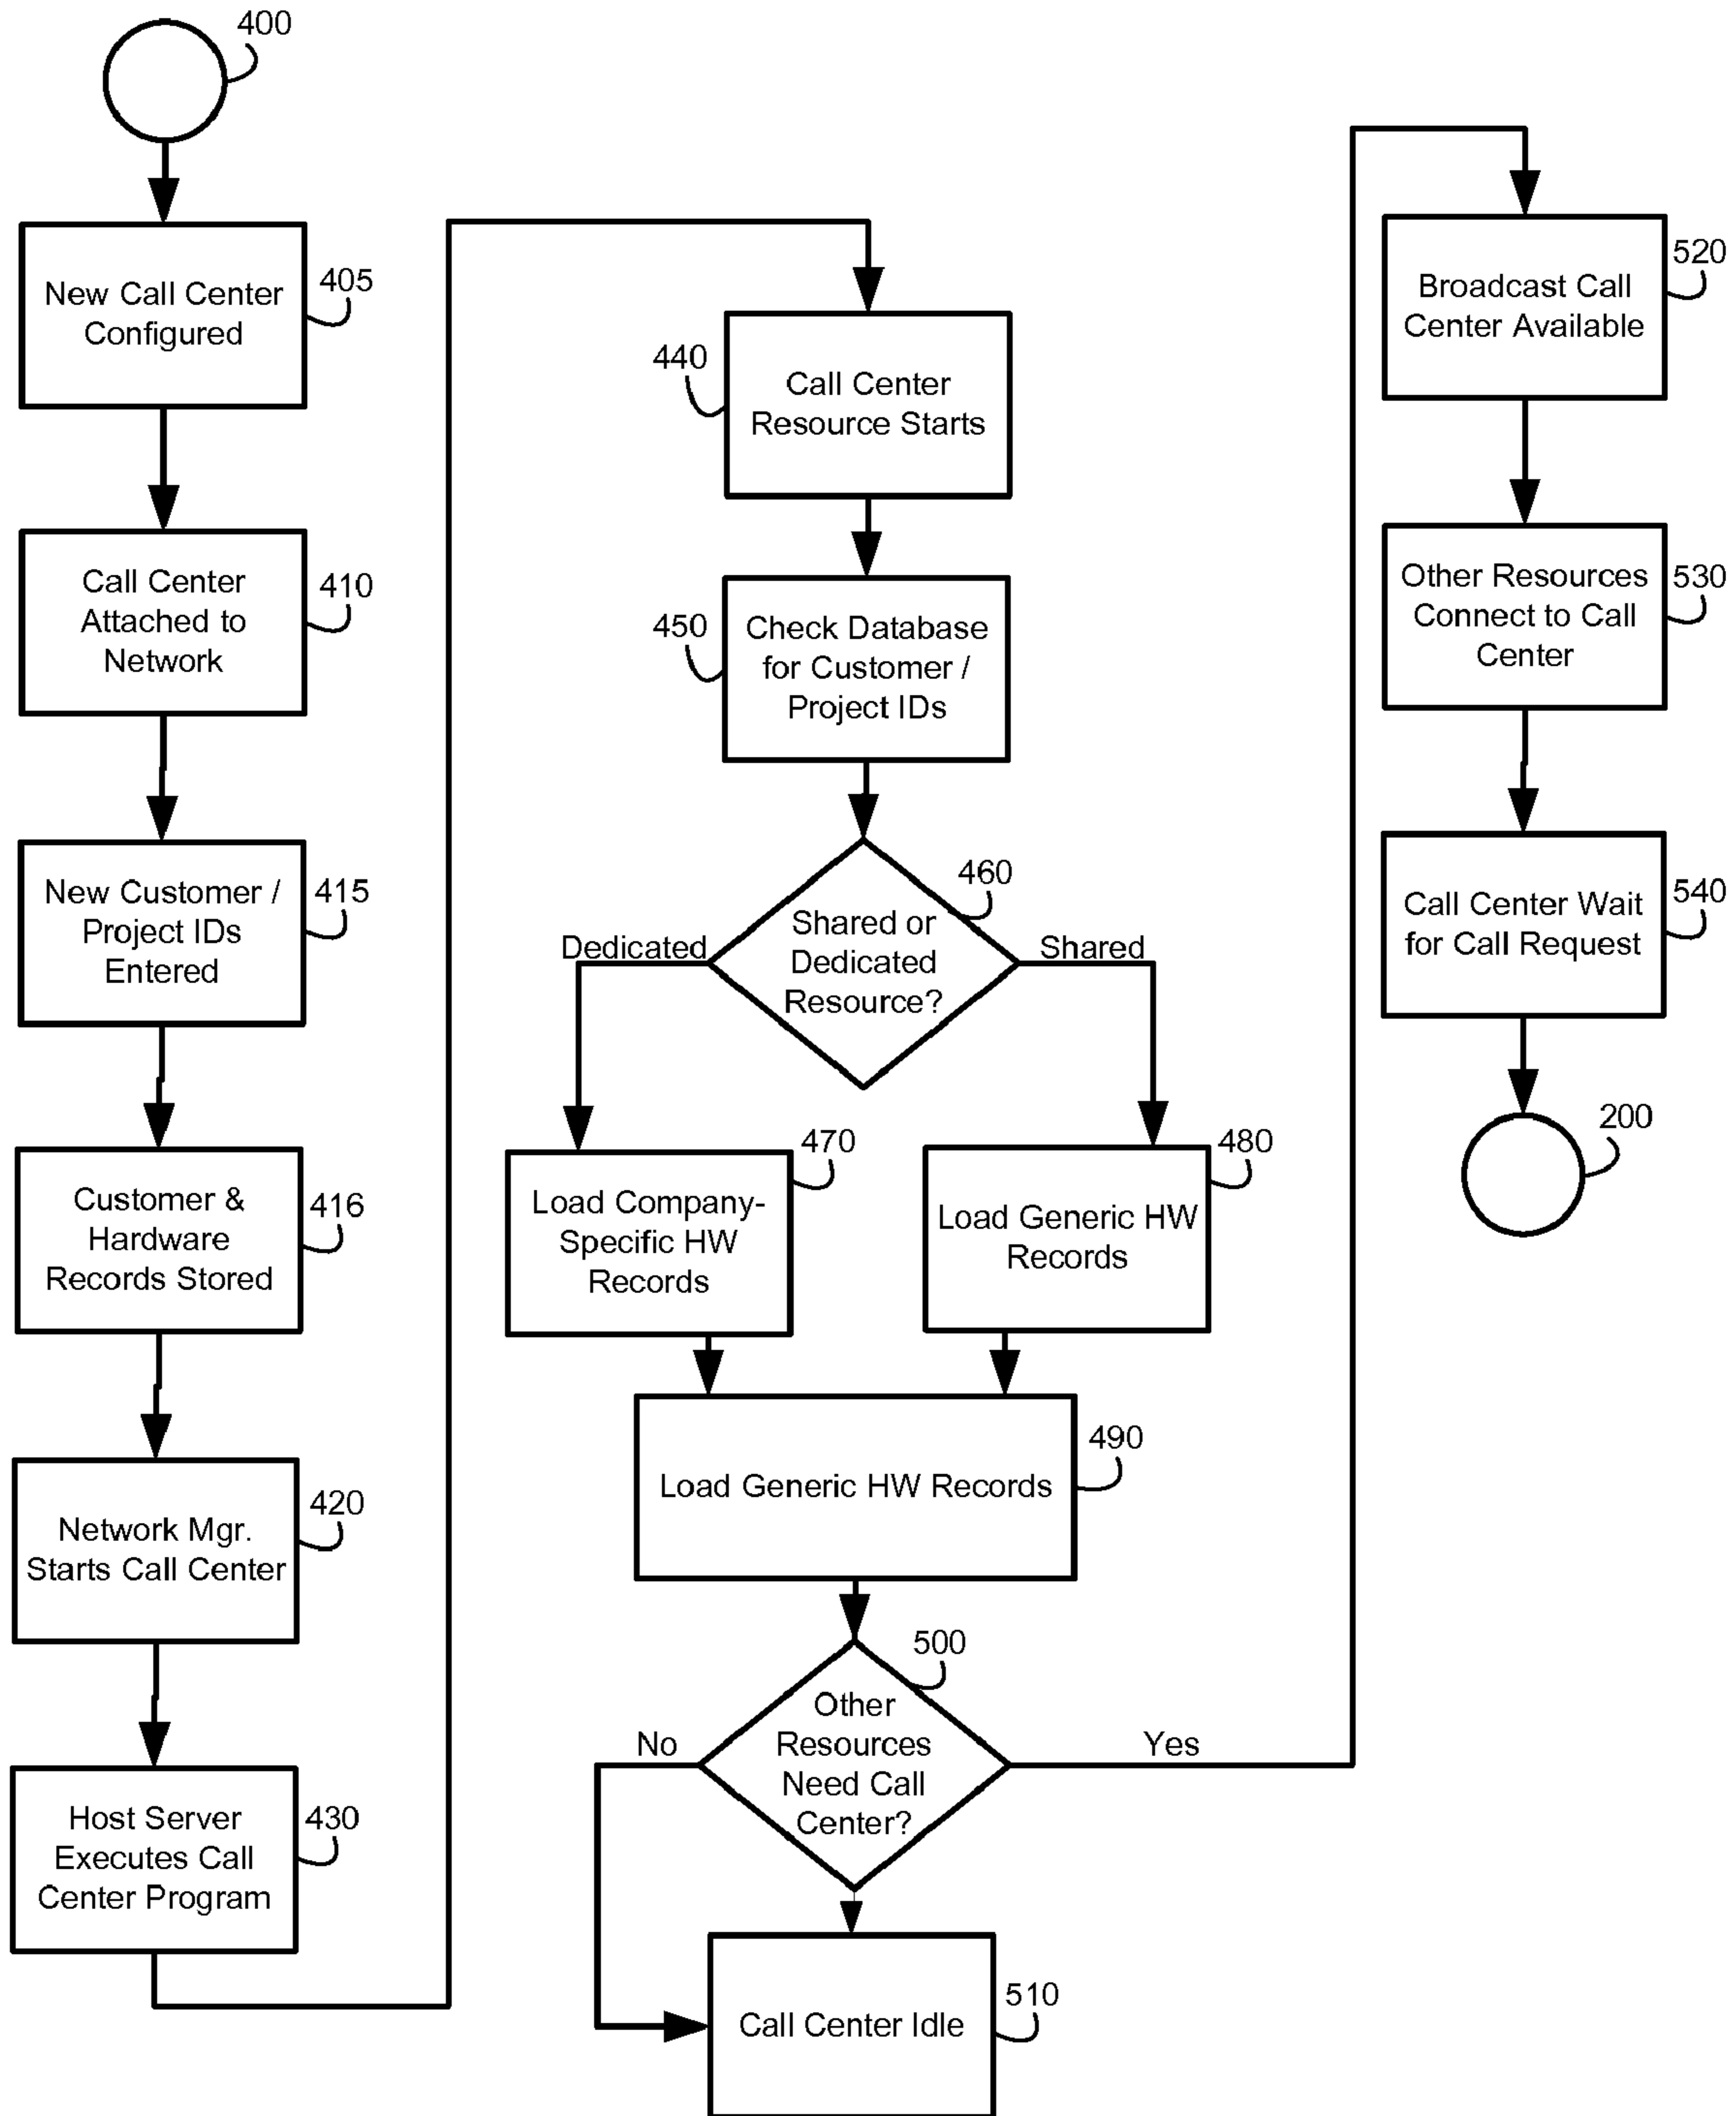 400
New Call Center
Configured
405
Call Center
Attached to
Network
410
New Customer /
Project IDs
Entered
415
Customer &
Hardware
Records Stored
416
Network Mgr.
Starts Call Center
420
Host Server
Executes Call
Center Program
430
440
Call Center
Resource Starts
450
Check Database
for Customer /
Project IDs
460
Shared or
Dedicated
Resource?
Dedicated
Shared
470
Load Company-
Specific HW
Records
480
Load Generic HW
Records
490
Load Generic HW Records
500
Other
Resources
Need Call
Center?
No
Yes
510
Call Center Idle
520
Broadcast Call
Center Available
530
Other Resources
Connect to Call
Center
540
Call Center Wait
for Call Request
200